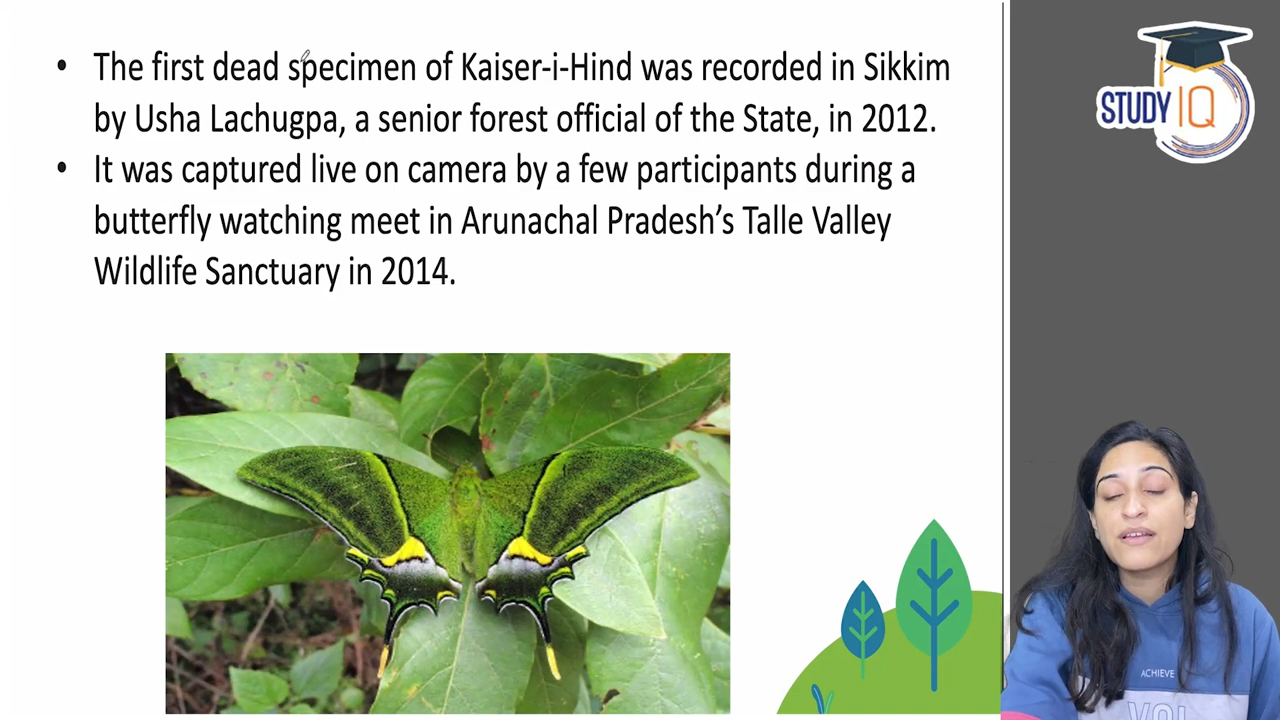 • The first dead specimen of Kaiser-i-Hind was recorded in Sikkim
by Usha Lachugpa, a senior forest official of the State, in 2012.
• It was captured live on camera by a few participants during a
butterfly watching meet in Arunachal Pradesh’s Talle Valley
Wildlife Sanctuary in 2014.
STUDY IQ
ACHIEVE